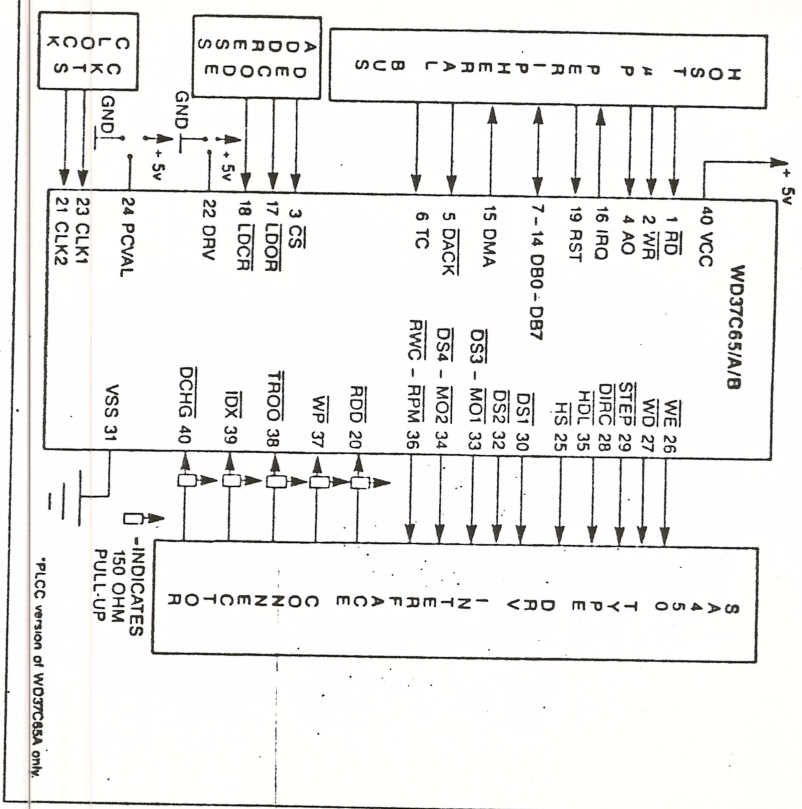 + 5v
WD37C65/A/B
40 VCC
HOST µP PERIPHERAL BUS
1 RD
2 WR
4 AO
16 IRQ
19 RST
7 - 14 DB0 - DB7
15 DMA
5 DACK
6 TC
ADDRESS DECODE
3 CS
17 LDOR
18 LDCR
+ 5v
22 DRV
GND
+ 5v
24 PCVAL
GND
CLOCK CKTS
23 CLK1
21 CLK2
WE 26
WD 27
STEP 29
DIRC 28
HDL 35
HS 25
DS1 30
DS2 32
DS3 - MO1 33
DS4 - MO2 34
RWC - RPM 36
RDD 20
WP 37
TROO 38
IDX 39
DCHG 40
VSS 31
SA450 TYPE DRV INTERFACE CONNECTOR
-INDICATES
150 OHM
PULL-UP
*PLCC version of WD37C65A only.